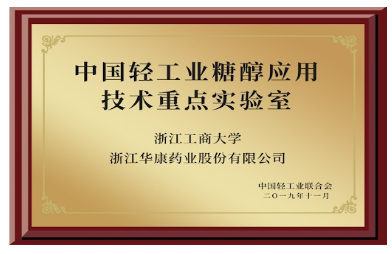 中国轻工业糖醇应用
技术重点实验室
浙江工商大学
浙江华康药业股份有限公司
中国轻工业联合会
二〇一九年十一月